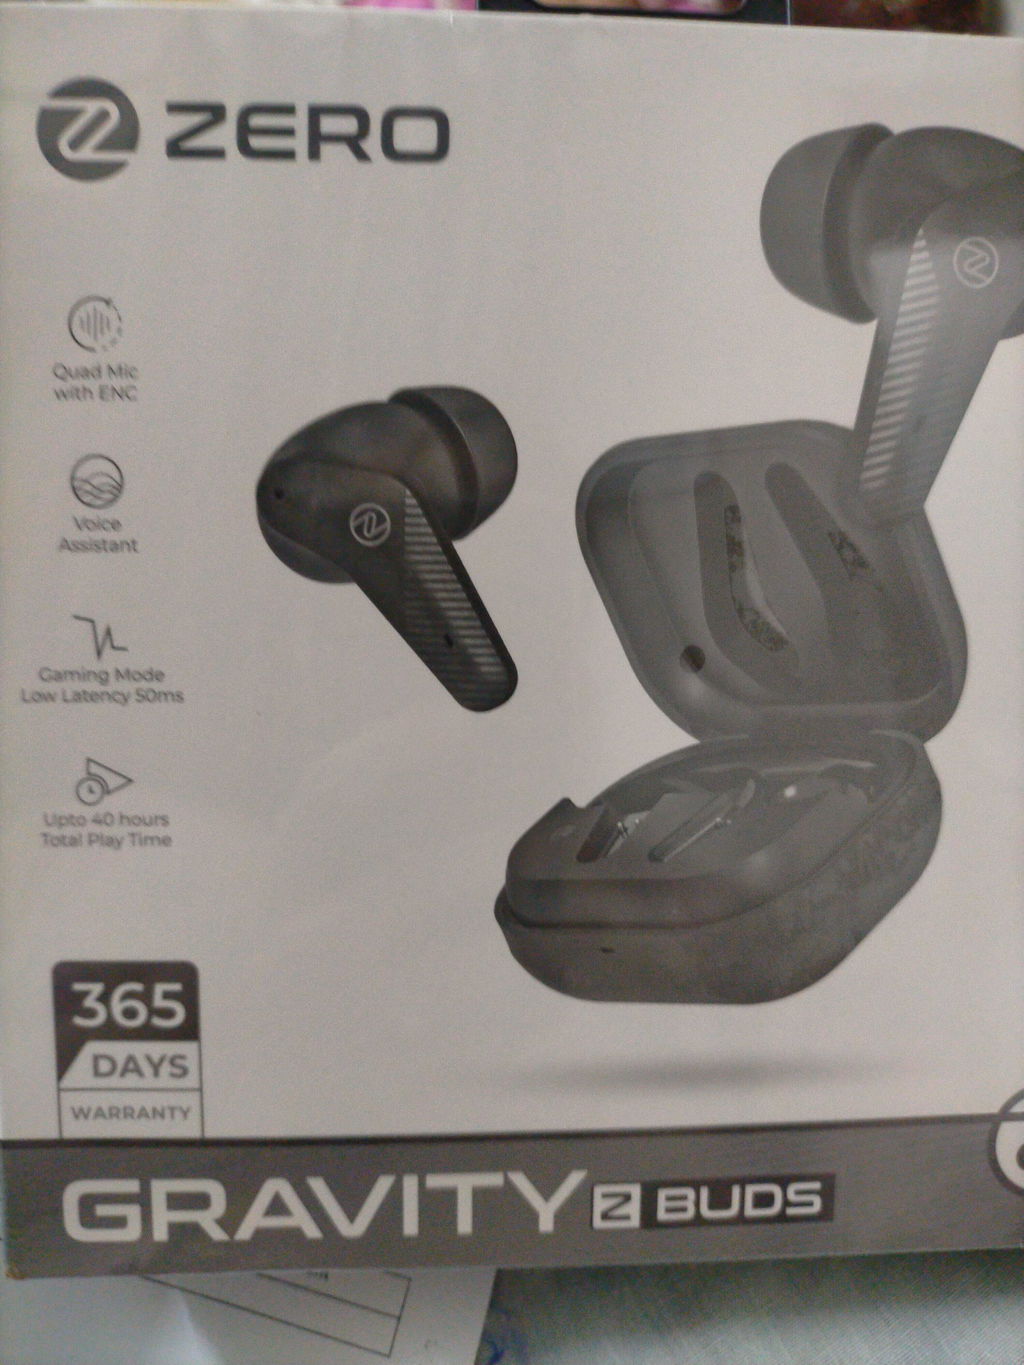 ZERO
Quad Mic
with ENC
Voice
Assistant
Gaming Mode
Low Latency 50ms
Upto 40 hours
Total Play Time
365
DAYS
WARRANTY
GRAVITY Z BUDS